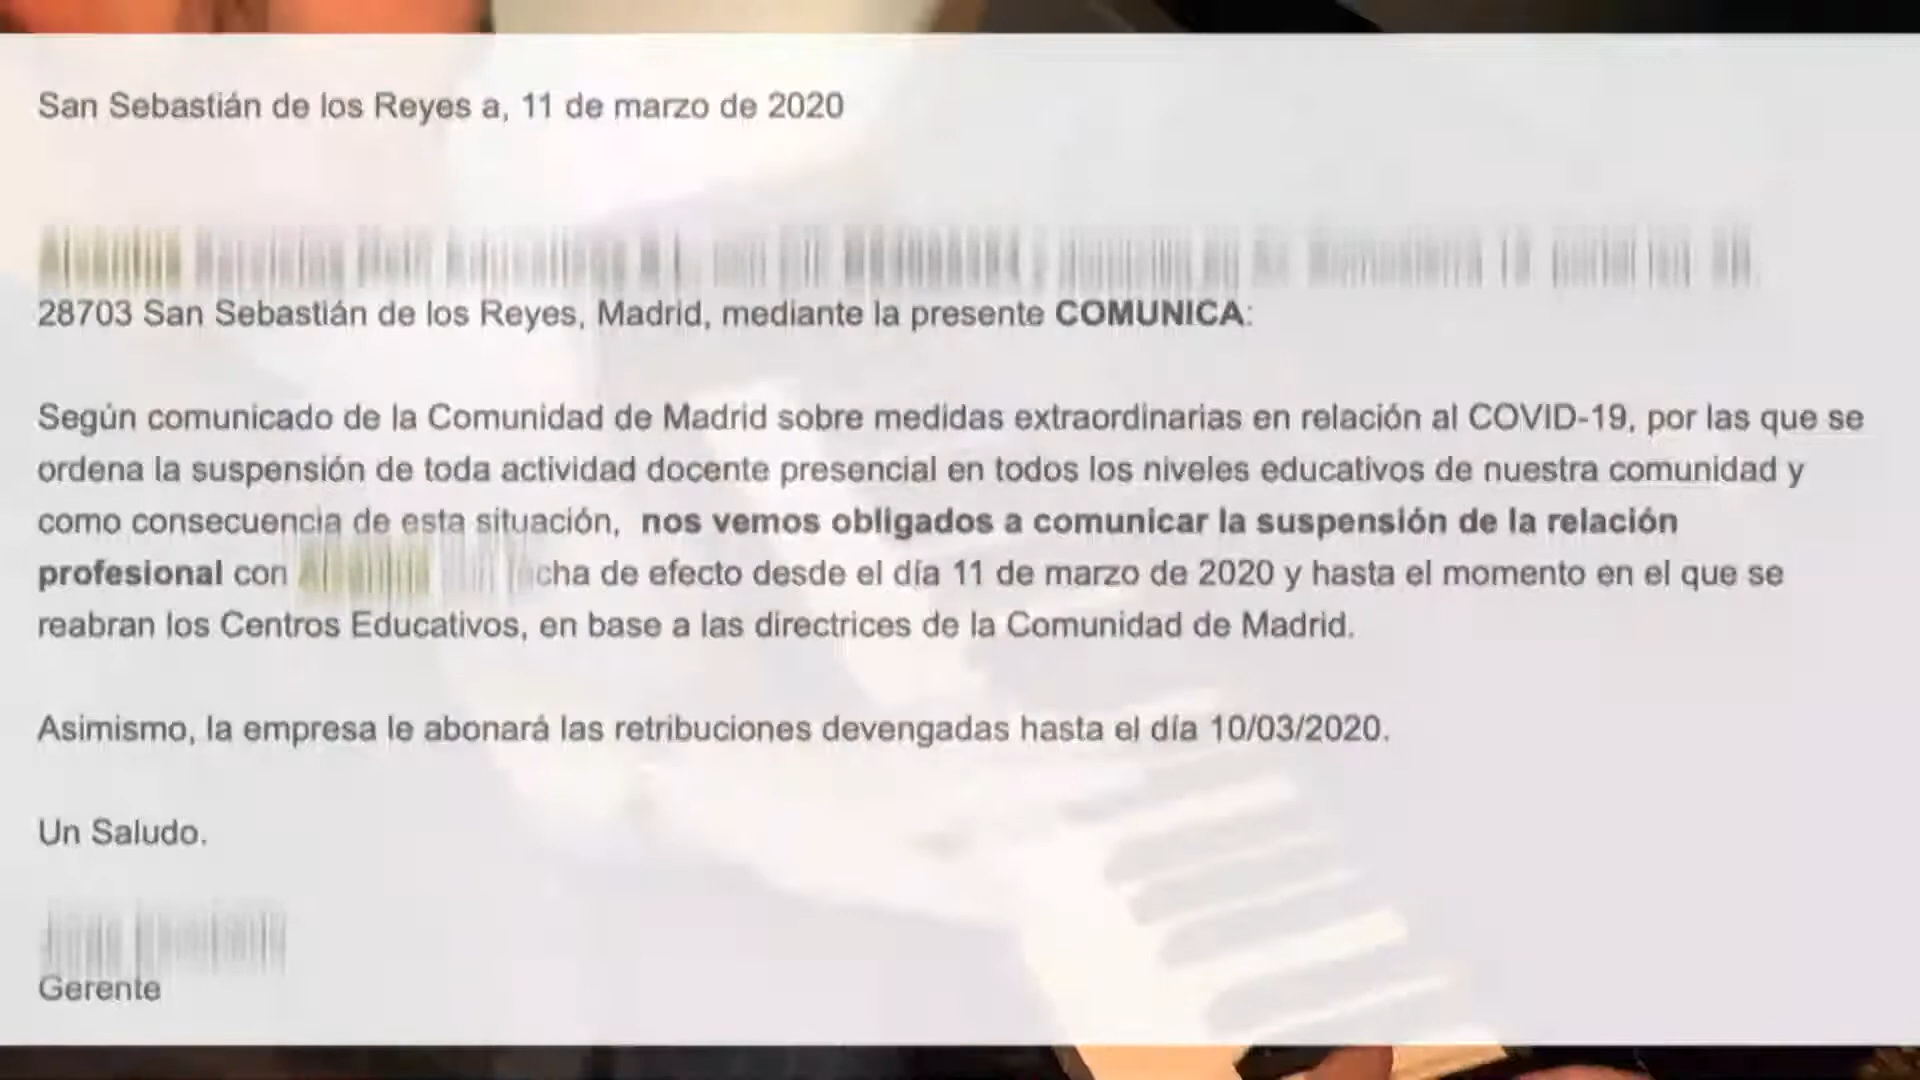 San Sebastián de los Reyes a, 11 de marzo de 2020
28703 San Sebastián de los Reyes, Madrid, mediante la presente COMUNICA:
Según comunicado de la Comunidad de Madrid sobre medidas extraordinarias en relación al COVID-19, por las que se
ordena la suspensión de toda actividad docente presencial en todos los niveles educativos de nuestra comunidad y
como consecuencia de esta situación, nos vemos obligados a comunicar la suspensión de la relación
profesional con cha de efecto desde el día 11 de marzo de 2020 y hasta el momento en el que se
reabran los Centros Educativos, en base a las directrices de la Comunidad de Madrid.
Asimismo, la empresa le abonará las retribuciones devengadas hasta el día 10/03/2020.
Un Saludo.
Gerente